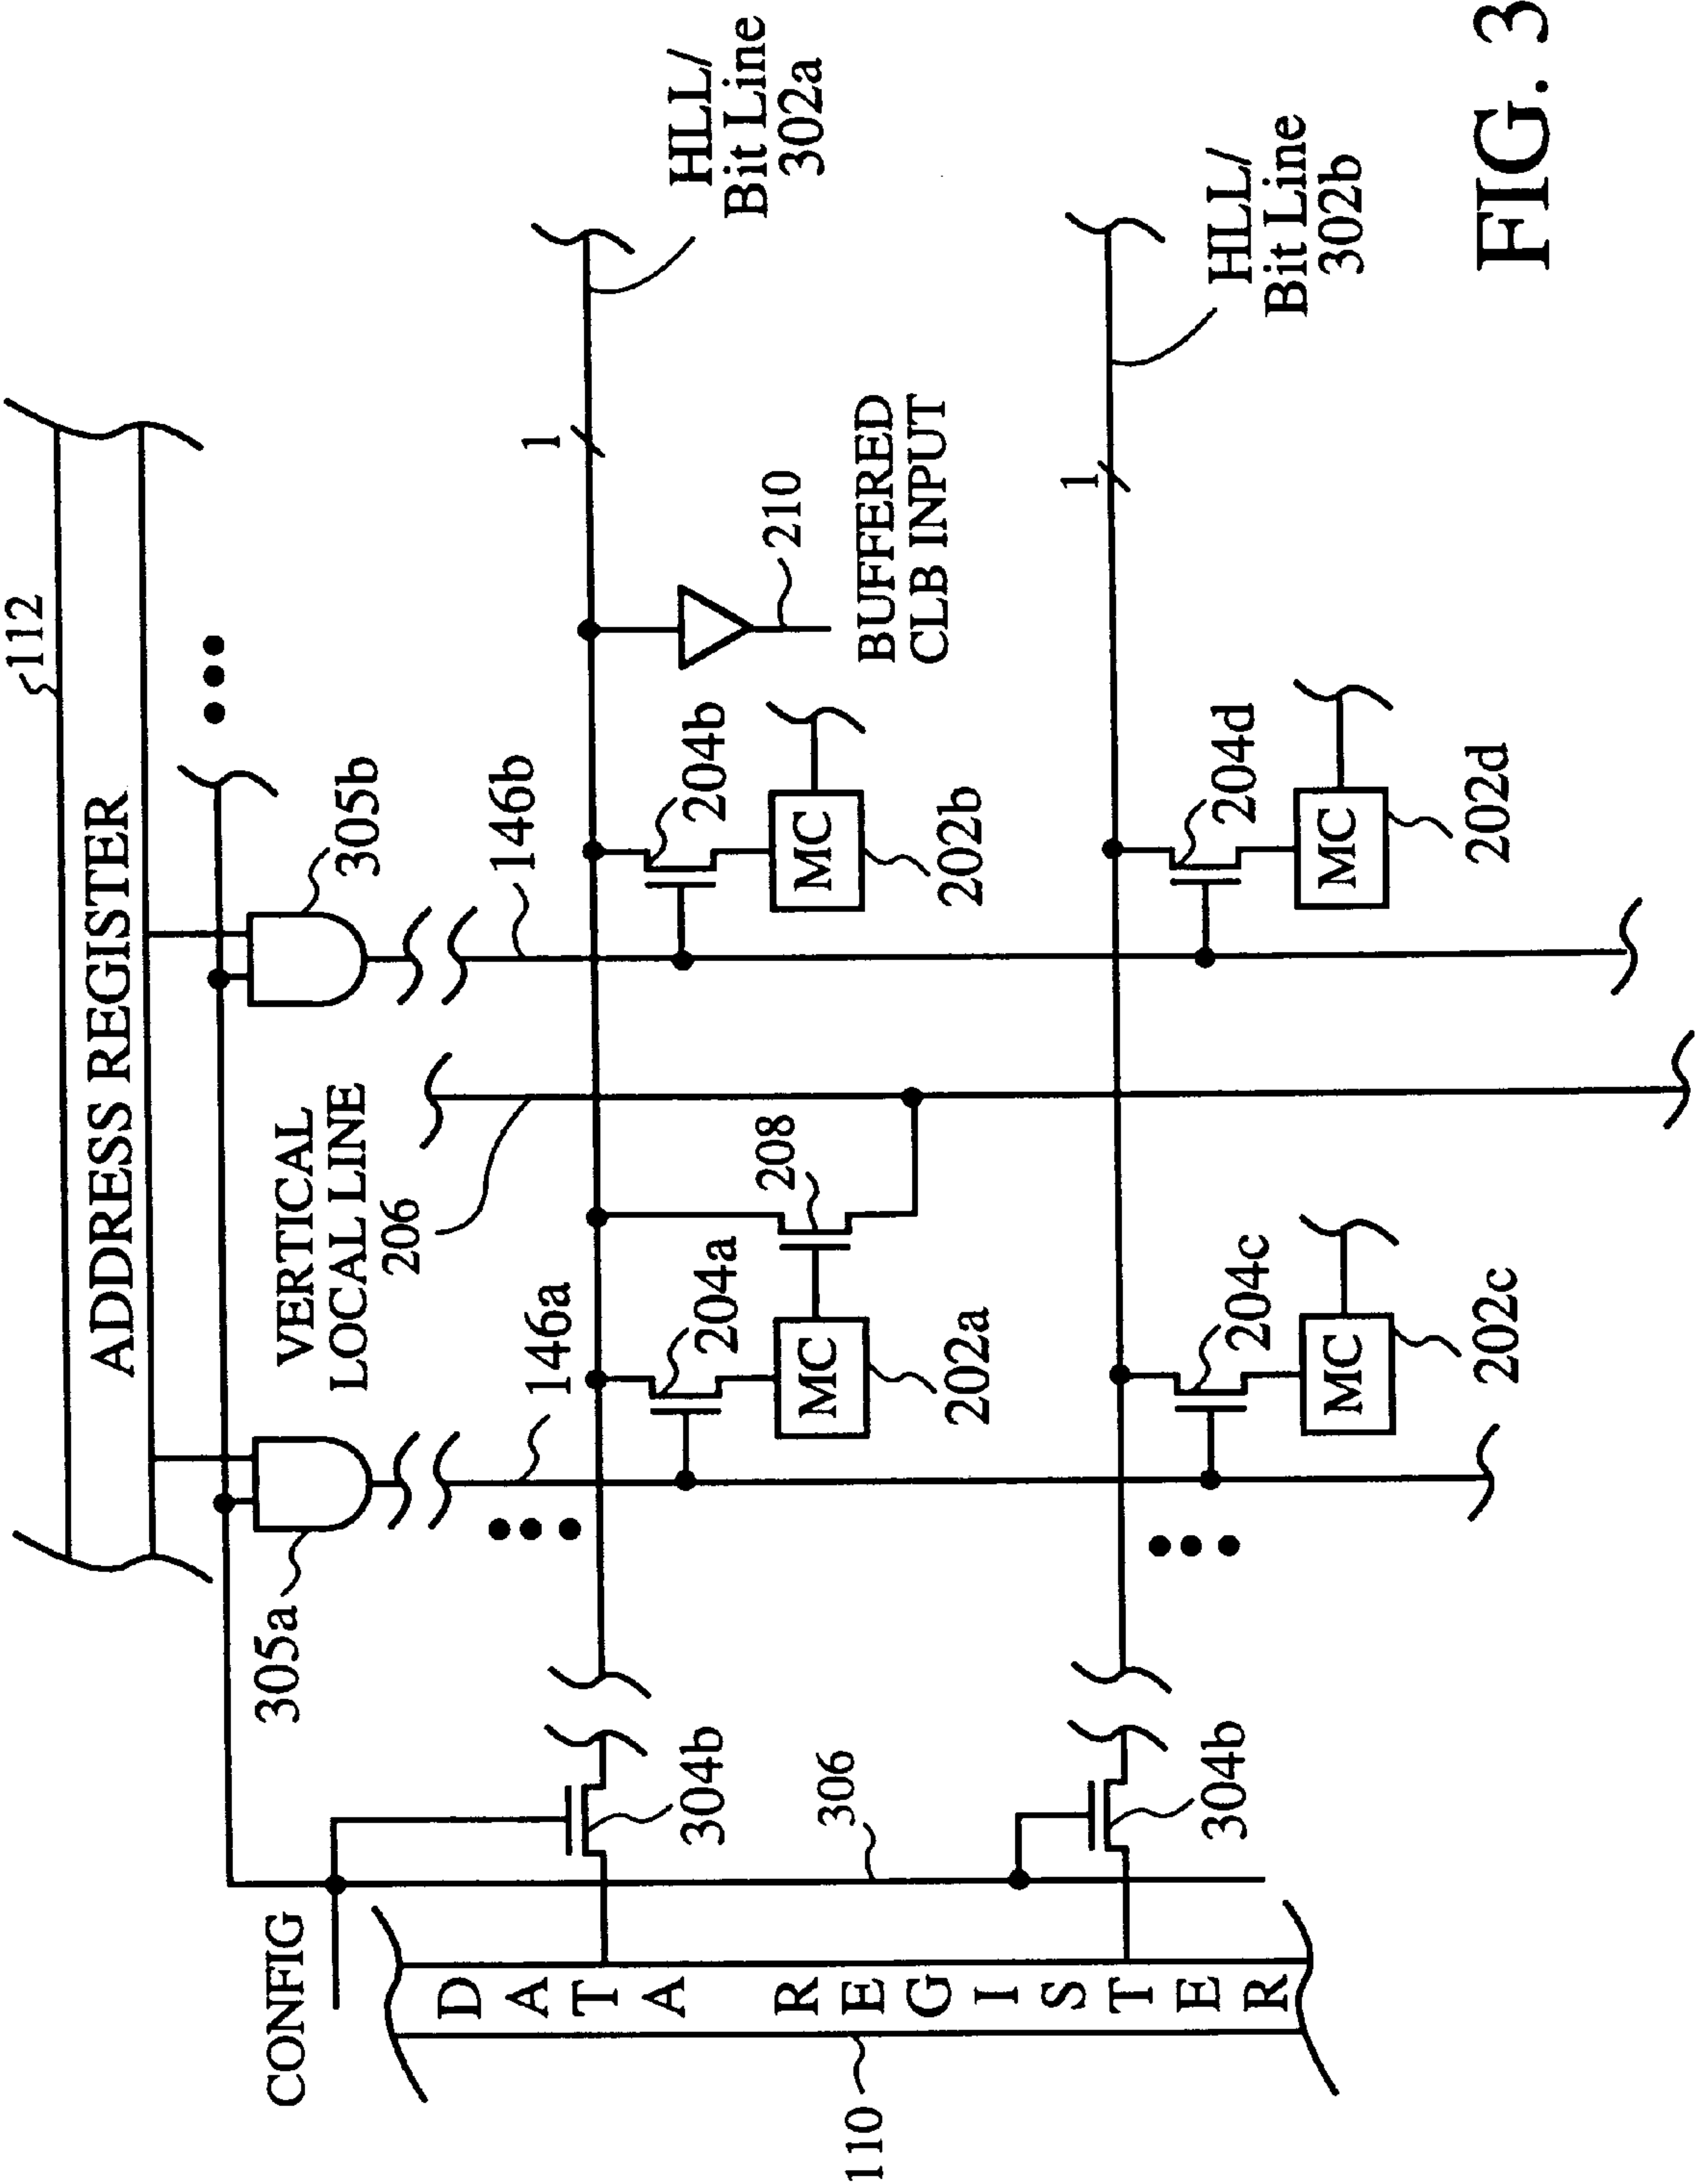 112
ADDRESS REGISTER
CONFIG
305a
305b
VERTICAL
LOCAL LINE
206
146a
146b
1
HLL/
Bit Line
302a
304b
204a
208
204b
210
MC
MC
BUFFERED
CLB INPUT
202a
202b
306
110
DATA REGISTER
1
HLL/
Bit Line
302b
304b
204c
204d
MC
MC
202c
202d
FIG. 3